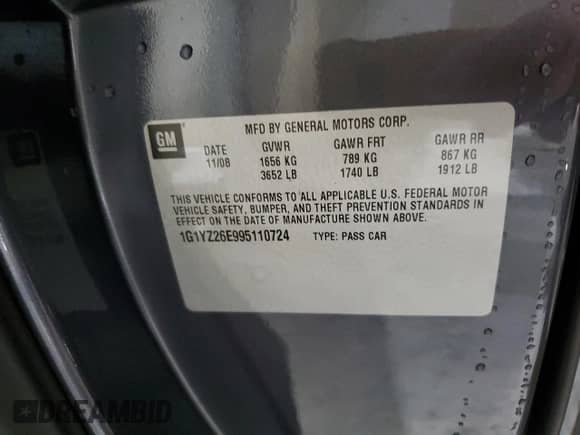 GM
MFD BY GENERAL MOTORS CORP.
DATE GVWR GAWR FRT GAWR RR
11/08 1656 KG 789 KG 867 KG
3652 LB 1740 LB 1912 LB
THIS VEHICLE CONFORMS TO ALL APPLICABLE U.S. FEDERAL MOTOR
VEHICLE SAFETY, BUMPER, AND THEFT PREVENTION STANDARDS IN
EFFECT ON THE DATE OF MANUFACTURE SHOWN ABOVE.
1G1YZ26E995110724 TYPE: PASS CAR
DREAMBID